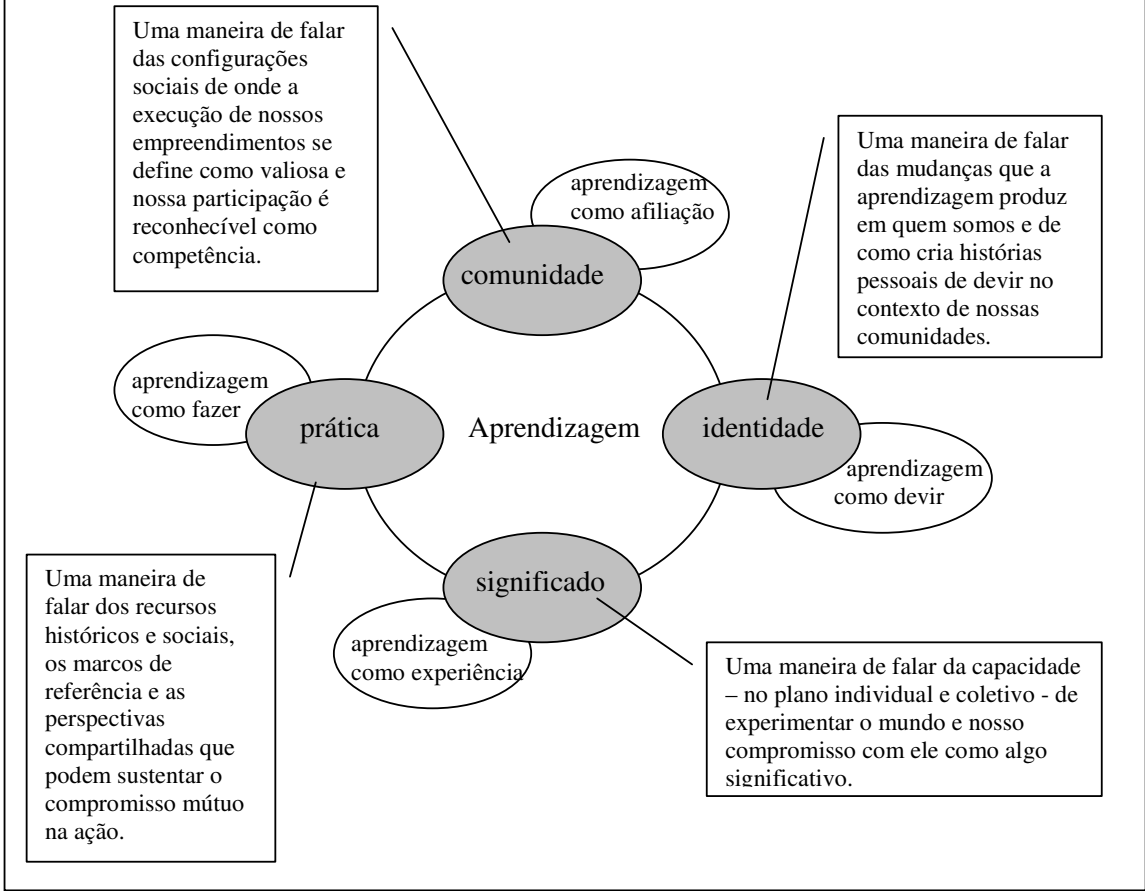 Uma maneira de falar
das configurações
sociais de onde a
execução de nossos
empreendimentos se
define como valiosa e
nossa participação é
reconhecível como
competência.
Uma maneira de falar
das mudanças que a
aprendizagem produz
em quem somos e de
como cria histórias
pessoais de devir no
contexto de nossas
comunidades.
aprendizagem
como afiliação
comunidade
aprendizagem
como fazer
prática
Aprendizagem
identidade
aprendizagem
como devir
significado
aprendizagem
como experiência
Uma maneira de
falar dos recursos
históricos e sociais,
os marcos de
referência e as
perspectivas
compartilhadas que
podem sustentar o
compromisso mútuo
na ação.
Uma maneira de falar da capacidade
– no plano individual e coletivo - de
experimentar o mundo e nosso
compromisso com ele como algo
significativo.